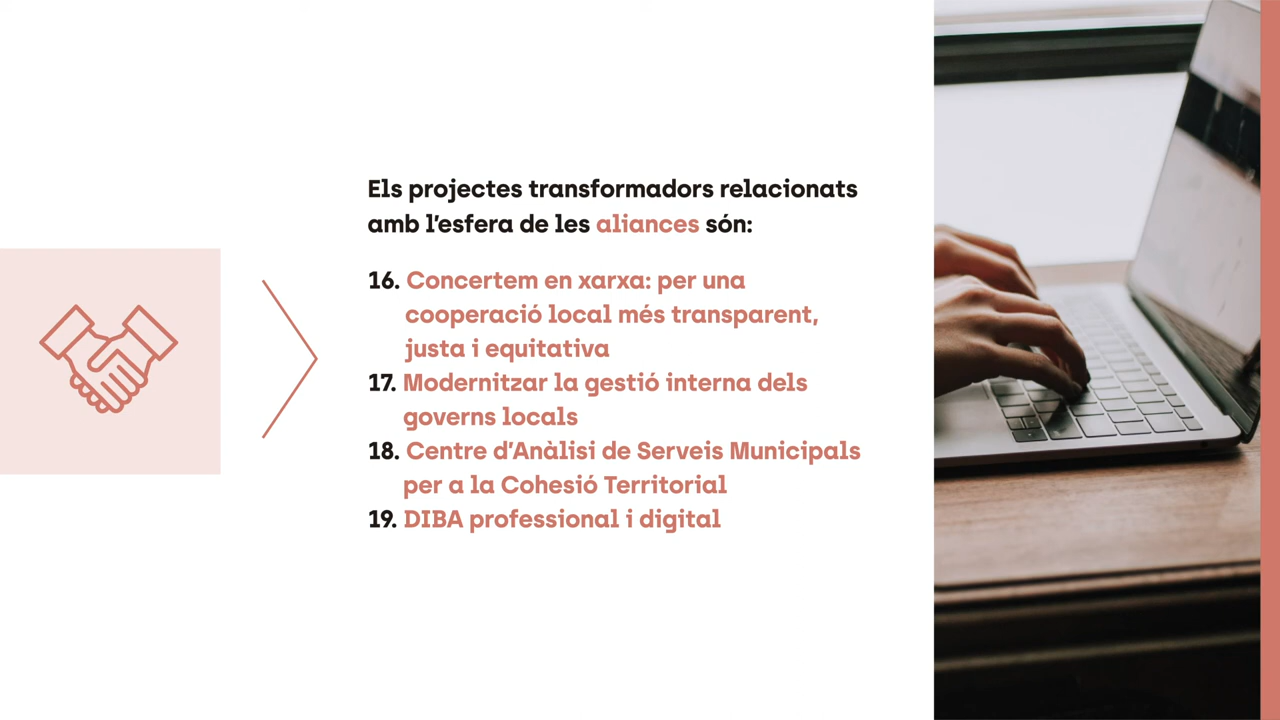 Els projectes transformadors relacionats
amb l'esfera de les aliances són:
16. Concertem en xarxa: per una
cooperació local més transparent,
justa i equitativa
17. Modernitzar la gestió interna dels
governs locals
18. Centre d'Anàlisi de Serveis Municipals
per a la Cohesió Territorial
19. DIBA professional i digital